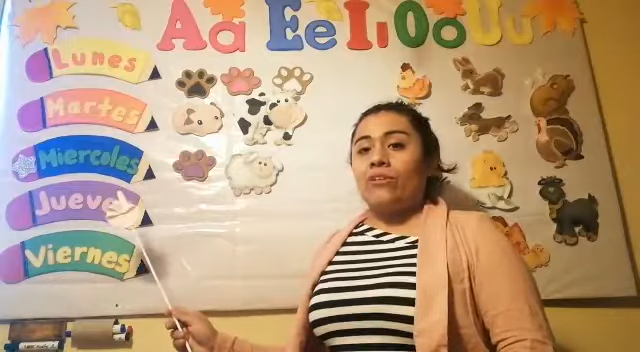 Aa Ee Ii Oo Uu
Lunes
Martes
Miercoles
Jueves
Viernes